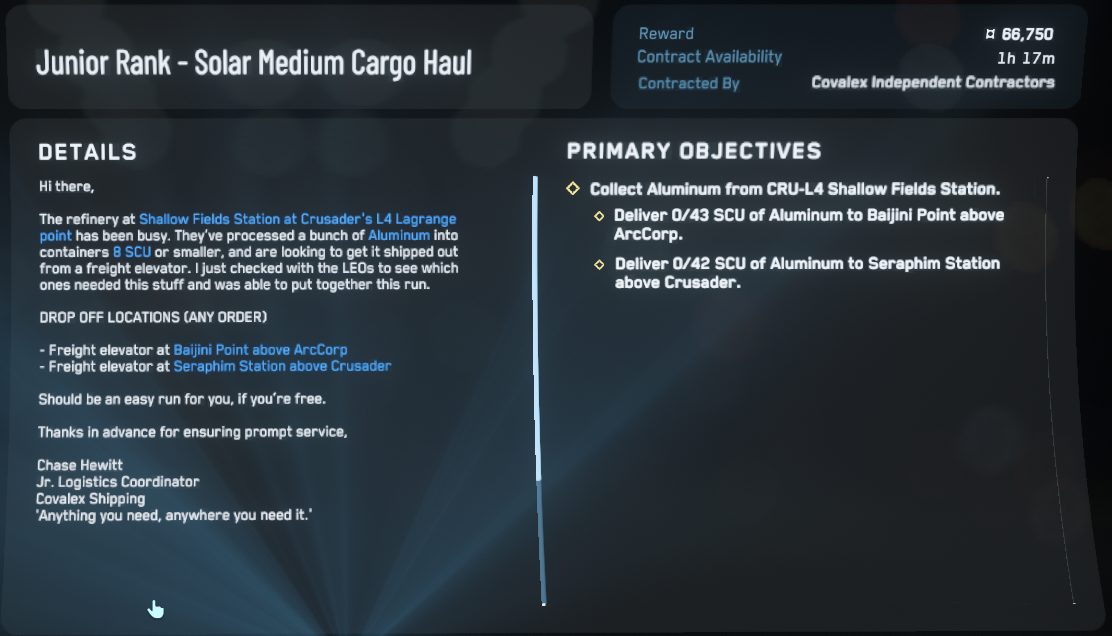 Junior Rank - Solar Medium Cargo Haul
Reward ¤ 66,750
Contract Availability 1h 17m
Contracted By Covalex Independent Contractors
DETAILS
Hi there,
The refinery at Shallow Fields Station at Crusader's L4 Lagrange
point has been busy. They've processed a bunch of Aluminum into
containers 8 SCU or smaller, and are looking to get it shipped out
from a freight elevator. I just checked with the LEOs to see which
ones needed this stuff and was able to put together this run.
DROP OFF LOCATIONS (ANY ORDER)
- Freight elevator at Baijini Point above ArcCorp
- Freight elevator at Seraphim Station above Crusader
Should be an easy run for you, if you're free.
Thanks in advance for ensuring prompt service,
Chase Hewitt
Jr. Logistics Coordinator
Covalex Shipping
'Anything you need, anywhere you need it.'
PRIMARY OBJECTIVES
Collect Aluminum from CRU-L4 Shallow Fields Station.
Deliver 0/43 SCU of Aluminum to Baijini Point above
ArcCorp.
Deliver 0/42 SCU of Aluminum to Seraphim Station
above Crusader.